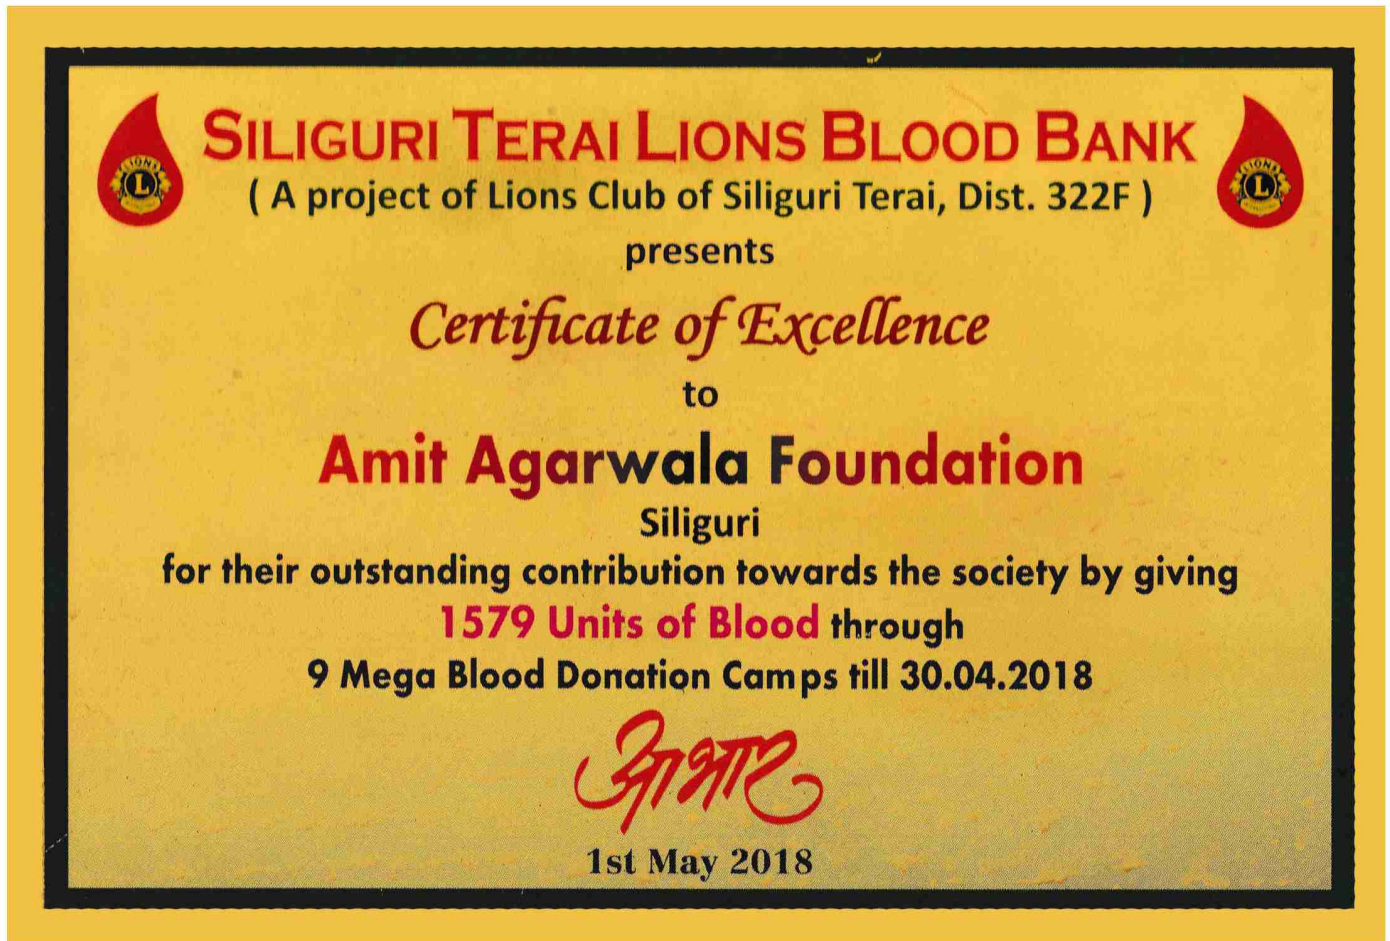 SILIGURI TERAI LIONS BLOOD BANK
( A project of Lions Club of Siliguri Terai, Dist. 322F )
presents
Certificate of Excellence
to
Amit Agarwala Foundation
Siliguri
for their outstanding contribution towards the society by giving
1579 Units of Blood through
9 Mega Blood Donation Camps till 30.04.2018
आभार
1st May 2018
LIONS
L
LIONS
L